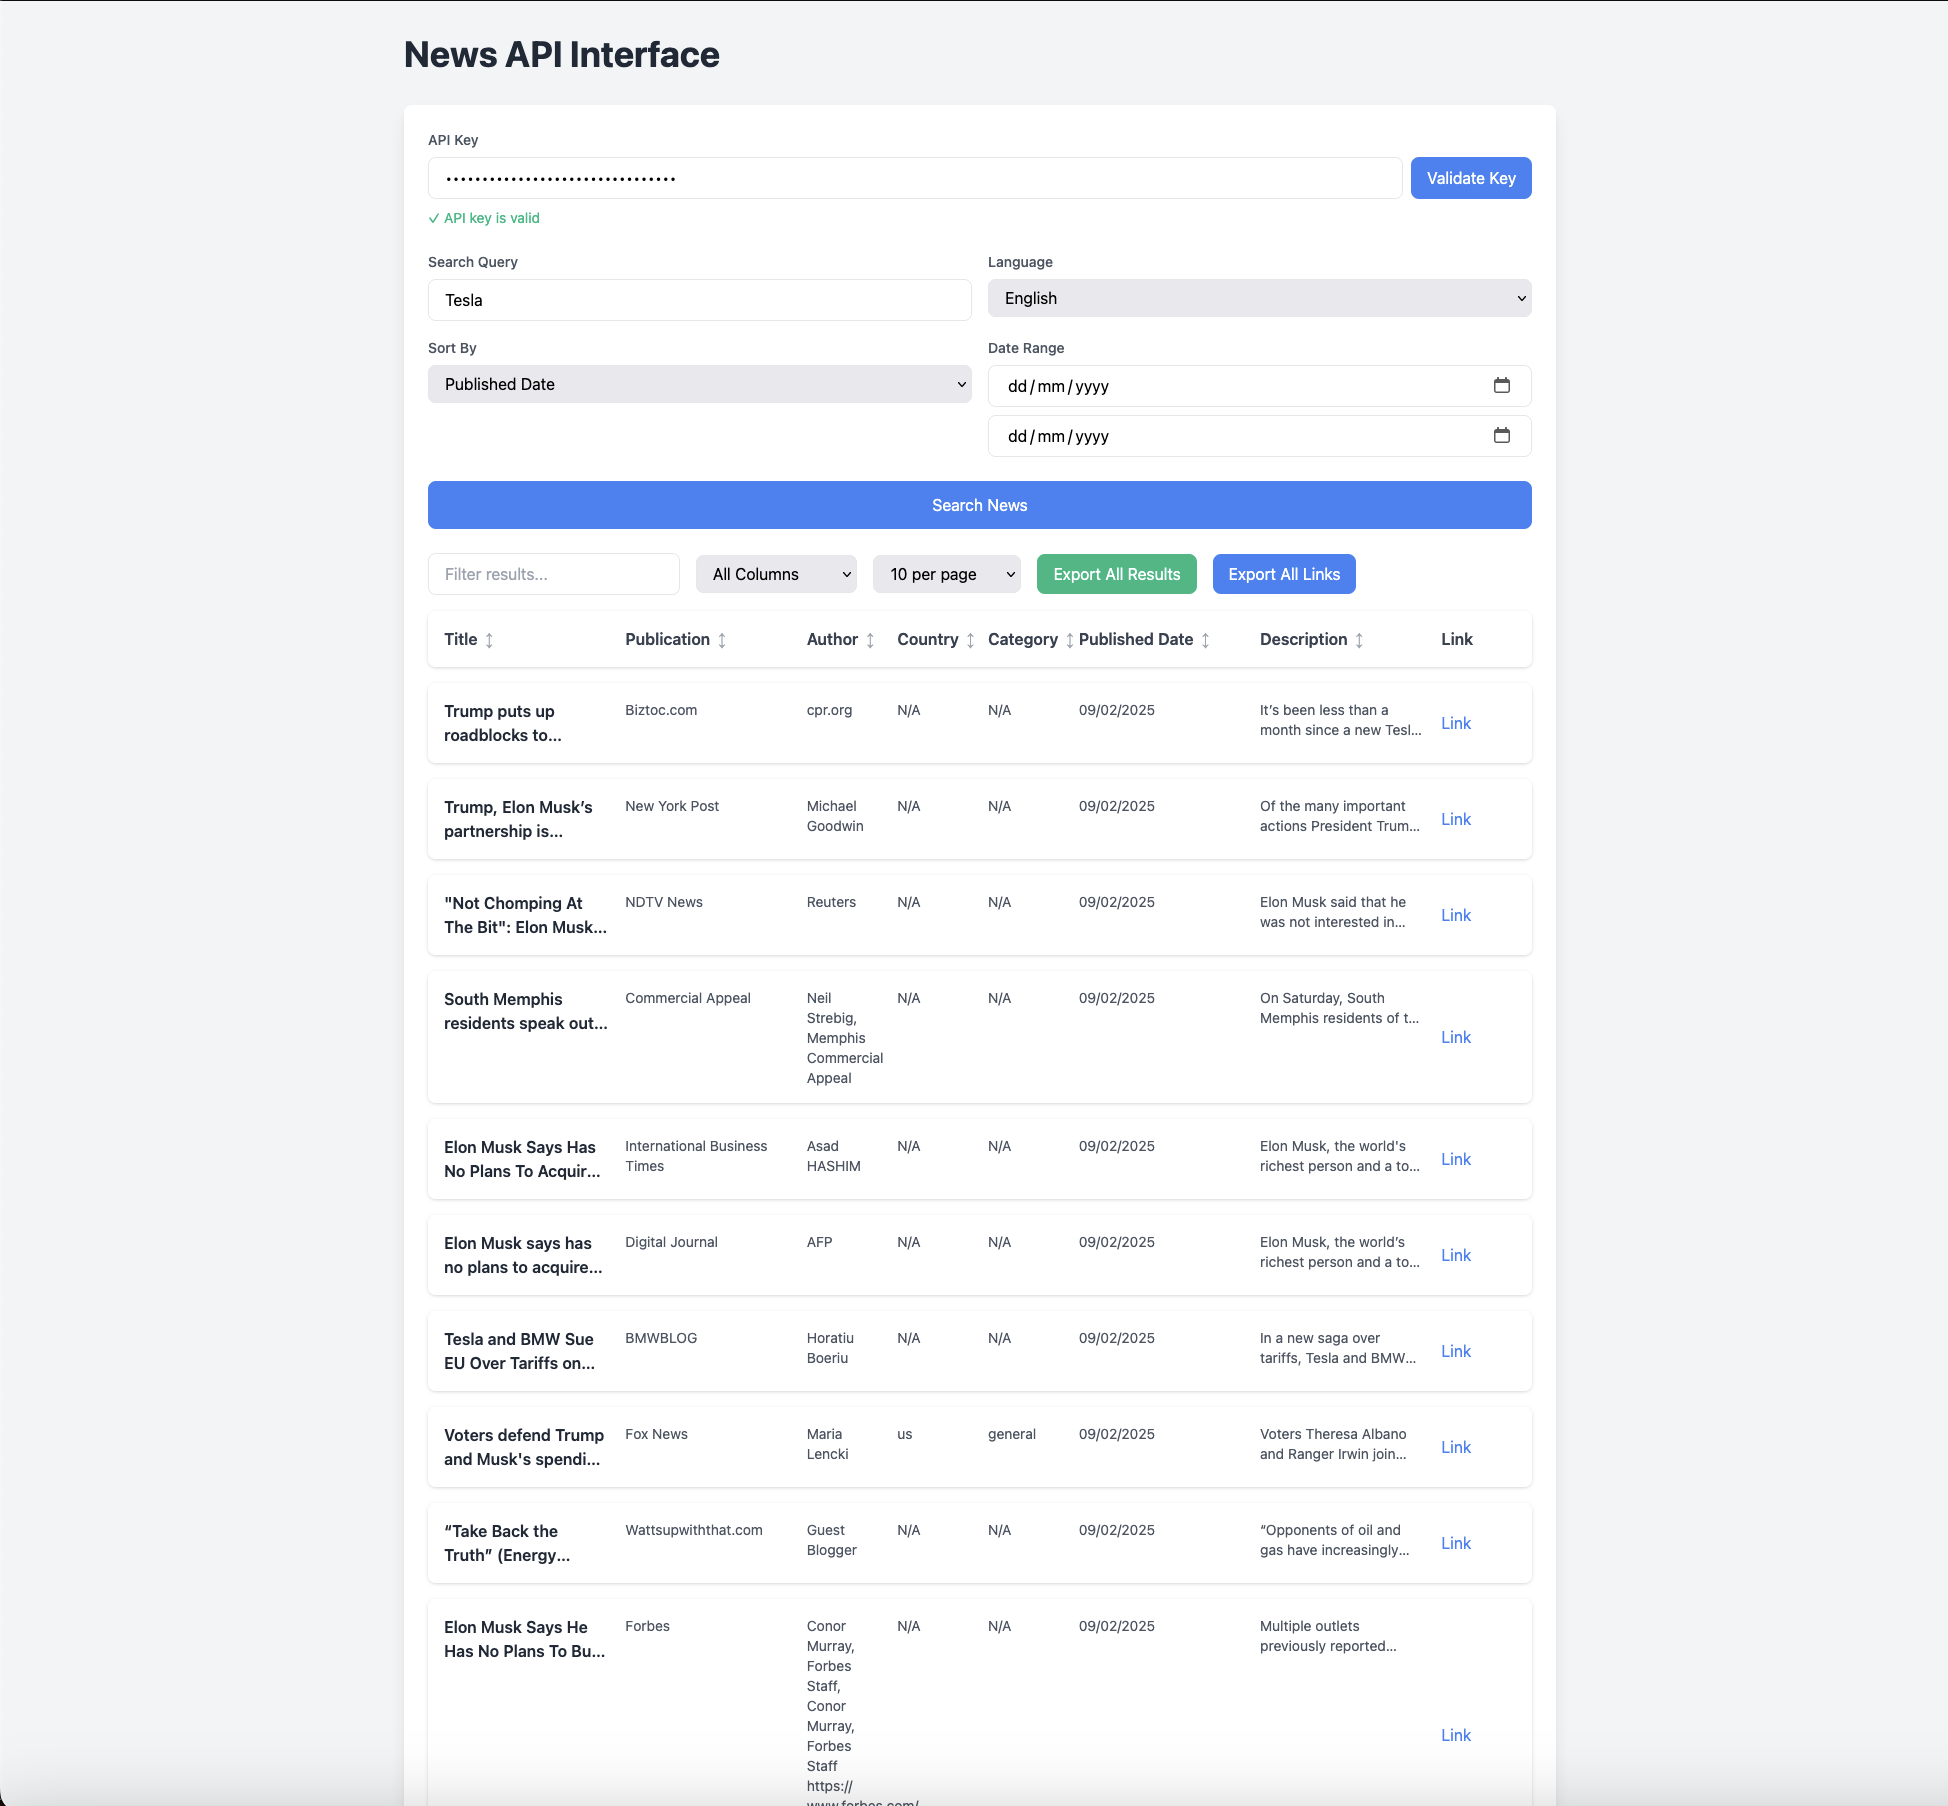 News API Interface
API Key
••••••••••••••••••••••••••••••••
Validate Key
✓ API key is valid
Search Query
Language
Tesla
English
Sort By
Date Range
Published Date
dd/mm/yyyy
dd/mm/yyyy
Search News
Filter results... All Columns 10 per page Export All Results Export All Links
Title ↕ Publication ↕ Author ↕ Country ↕ Category ↕ Published Date ↕ Description ↕ Link
Trump puts up
roadblocks to...
Biztoc.com
cpr.org
N/A
N/A
09/02/2025
It’s been less than a
month since a new Tesl...
Link
Trump, Elon Musk’s
partnership is...
New York Post
Michael
Goodwin
N/A
N/A
09/02/2025
Of the many important
actions President Trum...
Link
"Not Chomping At
The Bit": Elon Musk...
NDTV News
Reuters
N/A
N/A
09/02/2025
Elon Musk said that he
was not interested in...
Link
South Memphis
residents speak out...
Commercial Appeal
Neil
Strebig,
Memphis
Commercial
Appeal
N/A
N/A
09/02/2025
On Saturday, South
Memphis residents of t...
Link
Elon Musk Says Has
No Plans To Acquir...
International Business
Times
Asad
HASHIM
N/A
N/A
09/02/2025
Elon Musk, the world's
richest person and a to...
Link
Elon Musk says has
no plans to acquire...
Digital Journal
AFP
N/A
N/A
09/02/2025
Elon Musk, the world’s
richest person and a to...
Link
Tesla and BMW Sue
EU Over Tariffs on...
BMWBLOG
Horatiu
Boeriu
N/A
N/A
09/02/2025
In a new saga over
tariffs, Tesla and BMW...
Link
Voters defend Trump
and Musk's spendi...
Fox News
Maria
Lencki
us
general
09/02/2025
Voters Theresa Albano
and Ranger Irwin join...
Link
“Take Back the
Truth” (Energy...
Wattsupwiththat.com
Guest
Blogger
N/A
N/A
09/02/2025
“Opponents of oil and
gas have increasingly...
Link
Elon Musk Says He
Has No Plans To Bu...
Forbes
Conor
Murray,
Forbes
Staff,
Conor
Murray,
Forbes
Staff
https://
www.forbes.com/
N/A
N/A
09/02/2025
Multiple outlets
previously reported...
Link